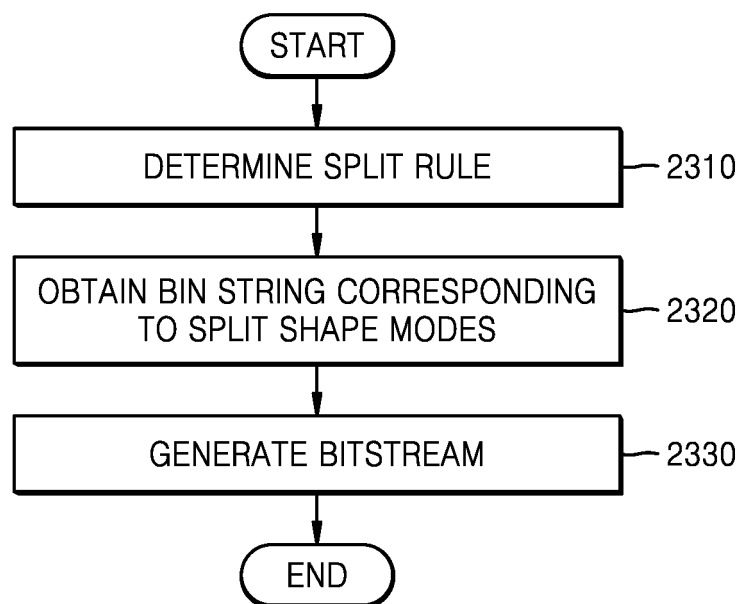 START
DETERMINE SPLIT RULE
2310
OBTAIN BIN STRING CORRESPONDING
TO SPLIT SHAPE MODES
2320
GENERATE BITSTREAM
2330
END